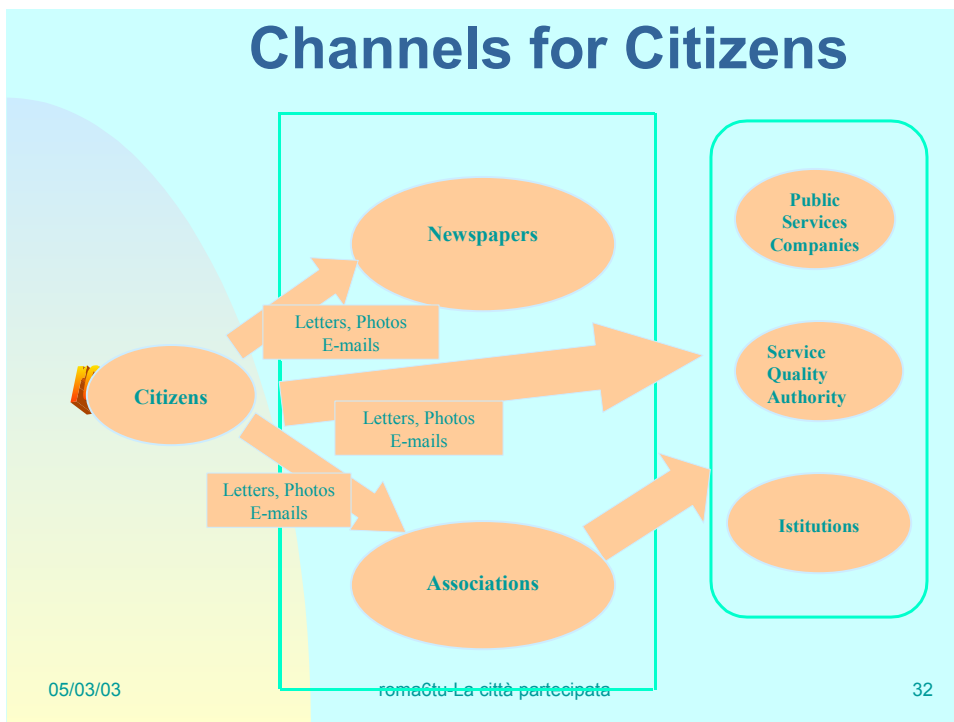 Channels for Citizens
Newspapers
Public
Services
Companies
Letters, Photos
E-mails
Service
Quality
Authority
Citizens
Letters, Photos
E-mails
Letters, Photos
E-mails
Istitutions
Associations
05/03/03
roma6tu-La città partecipata
32